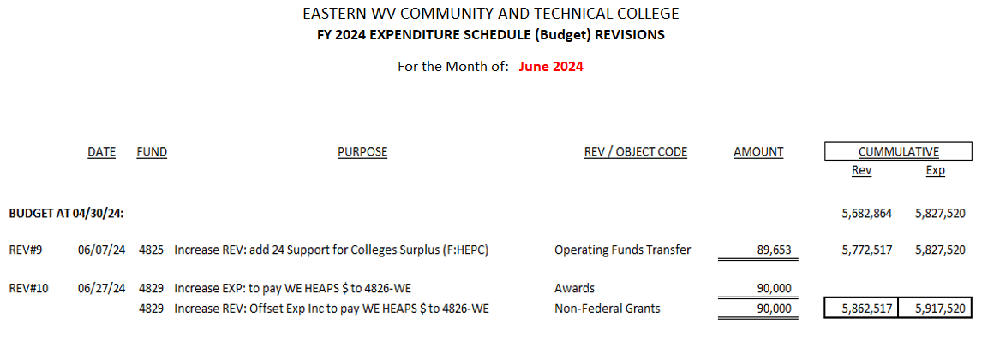 EASTERN WV COMMUNITY AND TECHNICAL COLLEGE
FY 2024 EXPENDITURE SCHEDULE (Budget) REVISIONS
For the Month of: June 2024
DATE FUND PURPOSE REV / OBJECT CODE AMOUNT CUMMULATIVE
Rev Exp
BUDGET AT 04/30/24: 5,682,864 5,827,520
REV#9 06/07/24 4825 Increase REV: add 24 Support for Colleges Surplus (F:HEPC) Operating Funds Transfer 89,653 5,772,517 5,827,520
REV#10 06/27/24 4829 Increase EXP: to pay WE HEAPS $ to 4826-WE Awards 90,000
4829 Increase REV: Offset Exp Inc to pay WE HEAPS $ to 4826-WE Non-Federal Grants 90,000 5,862,517 5,917,520